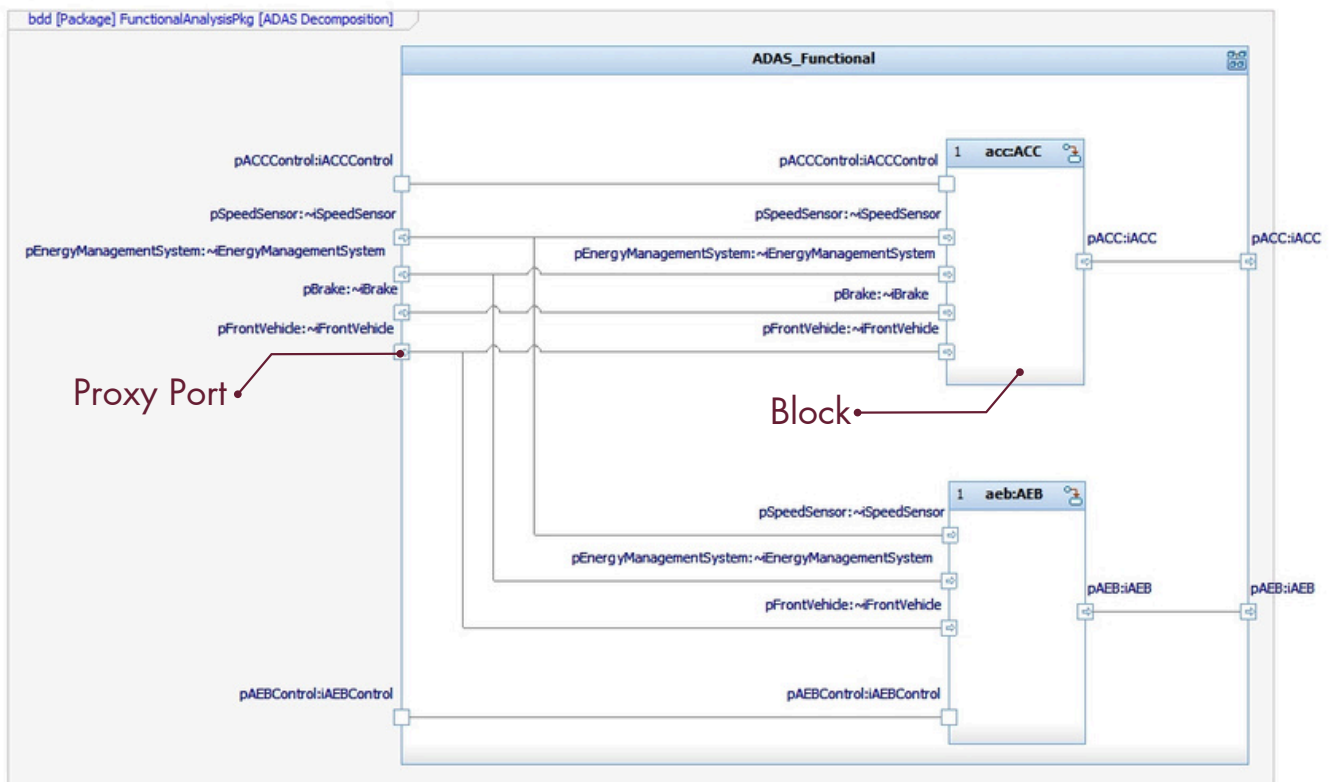 bdd [Package] FunctionalAnalysisPkg [ADAS Decomposition]
ADAS_Functional
pACCControl:iACCControl
pACCControl:iACCControl
1 acc:ACC
pSpeedSensor:~iSpeedSensor
pSpeedSensor:~iSpeedSensor
pEnergyManagementSystem:~iEnergyManagementSystem
pEnergyManagementSystem:~iEnergyManagementSystem
pACC:iACC
pACC:iACC
pBrake:~iBrake
pBrake:~iBrake
pFrontVehicle:~iFrontVehicle
pFrontVehicle:~iFrontVehicle
Proxy Port
Block
1 aeb:AEB
pSpeedSensor:~iSpeedSensor
pEnergyManagementSystem:~iEnergyManagementSystem
pFrontVehicle:~iFrontVehicle
pAEB:iAEB
pAEB:iAEB
pAEBControl:iAEBControl
pAEBControl:iAEBControl